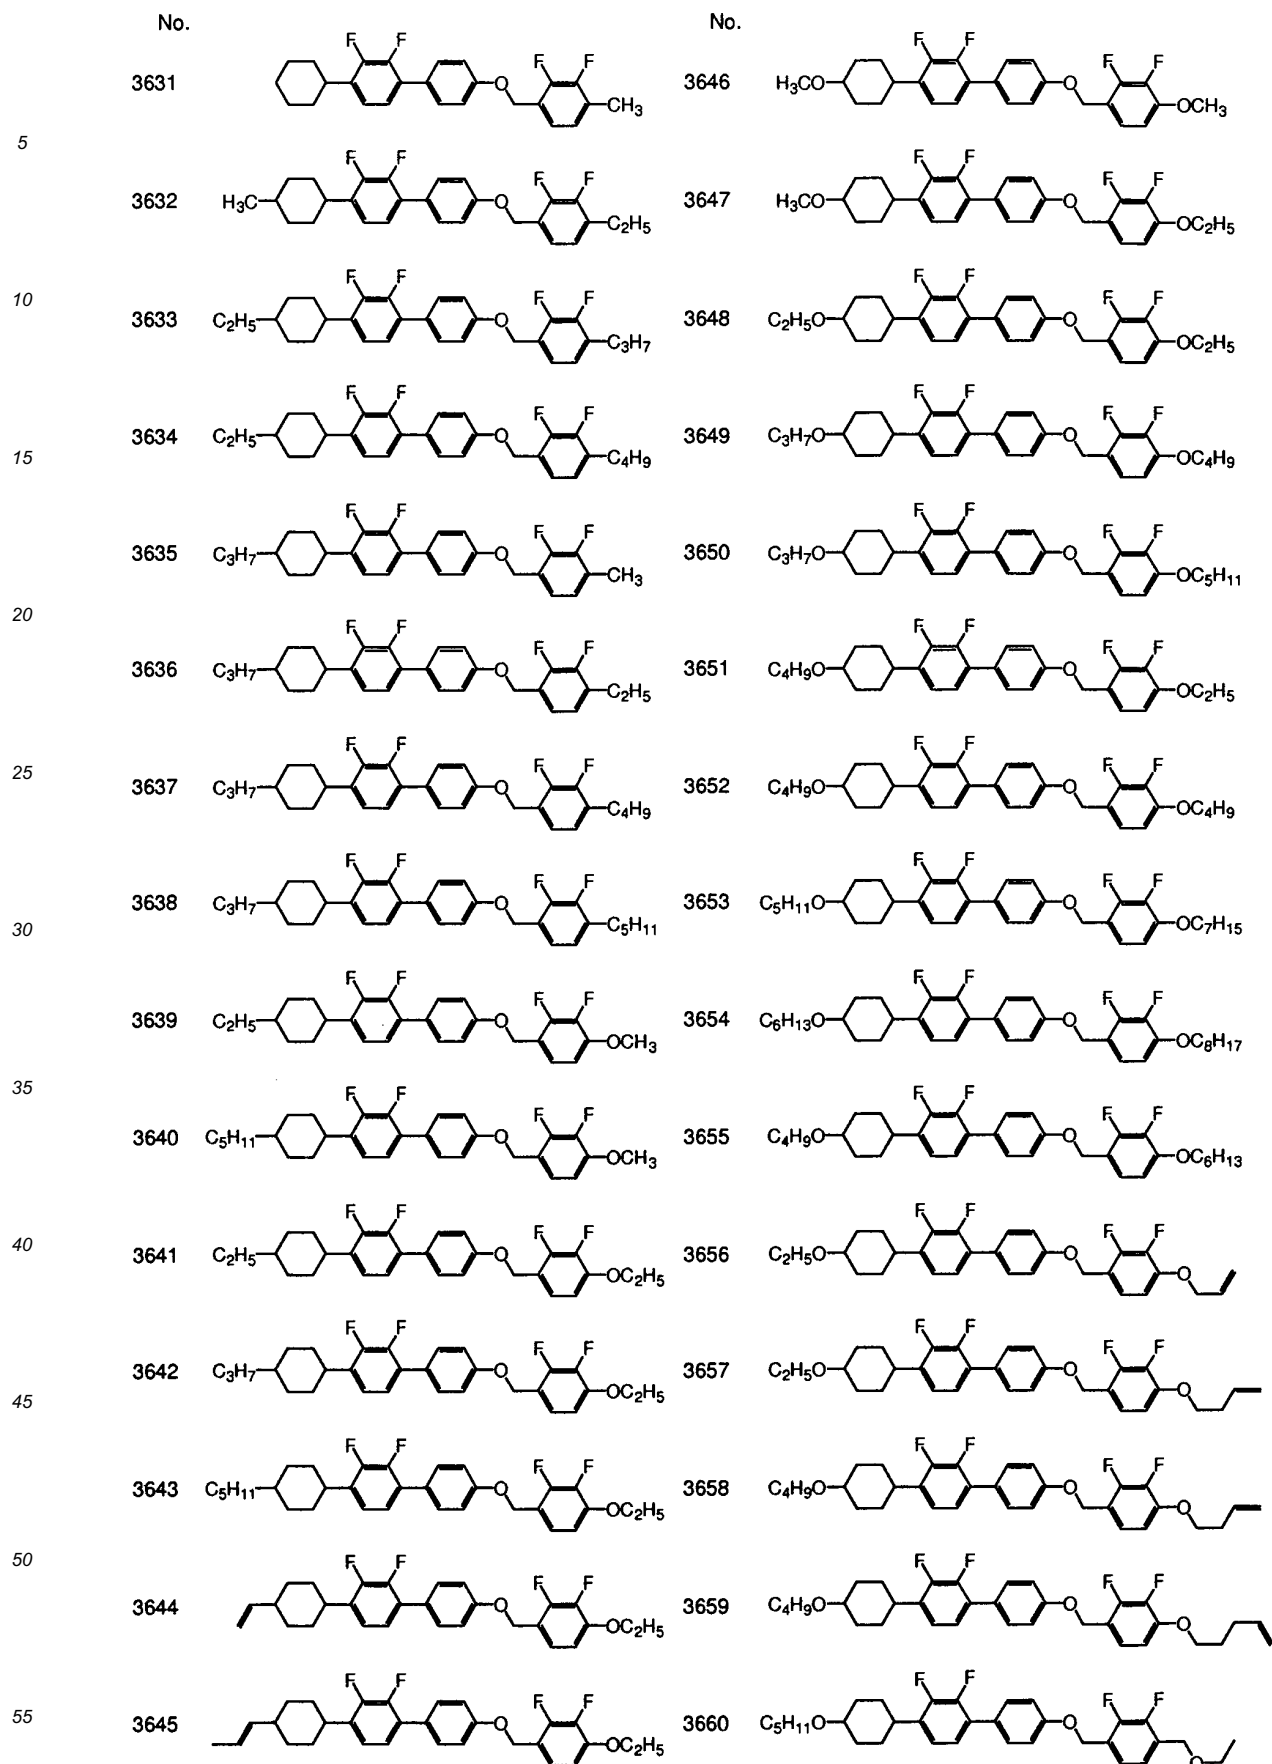 No.
F F
3631 O F F CH3
5
F F
3632 H3C O F F C2H5
10
F F
3633 C2H5 O F F C3H7
F F
3634 C2H5 O F F C4H9
15
F F
3635 C3H7 O F F CH3
20
F F
3636 C3H7 O F F C2H5
25
F F
3637 C3H7 O F F C4H9
F F
3638 C3H7 O F F C5H11
30
F F
3639 C2H5 O F F OCH3
35
F F
3640 C5H11 O F F OCH3
40
F F
3641 C2H5 O F F OC2H5
F F
3642 C3H7 O F F OC2H5
45
F F
3643 C5H11 O F F OC2H5
50
F F
3644 O F F OC2H5
55
F F
3645 O F F OC2H5
No.
F F
3646 H3CO O F F OCH3
F F
3647 H3CO O F F OC2H5
F F
3648 C2H5O O F F OC2H5
F F
3649 C3H7O O F F OC4H9
F F
3650 C3H7O O F F OC5H11
F F
3651 C4H9O O F F OC2H5
F F
3652 C4H9O O F F OC4H9
F F
3653 C5H11O O F F OC7H15
F F
3654 C6H13O O F F OC8H17
F F
3655 C4H9O O F F OC6H13
F F
3656 C2H5O O F F O
F F
3657 C2H5O O F F O
F F
3658 C4H9O O F F O
F F
3659 C4H9O O F F O
F F
3660 C5H11O O F F O